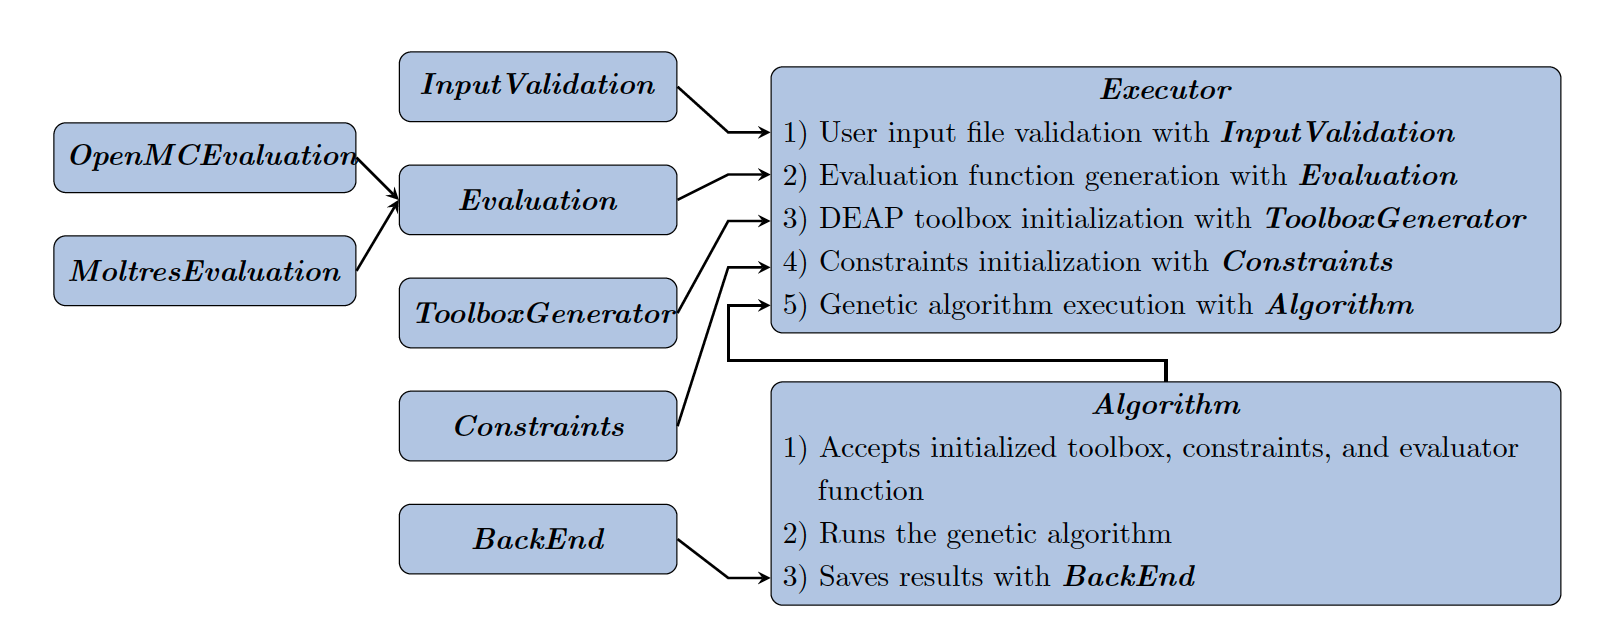 OpenMCEvaluation
MoltresEvaluation
InputValidation
Evaluation
ToolboxGenerator
Constraints
BackEnd
Executor
1) User input file validation with InputValidation
2) Evaluation function generation with Evaluation
3) DEAP toolbox initialization with ToolboxGenerator
4) Constraints initialization with Constraints
5) Genetic algorithm execution with Algorithm
Algorithm
1) Accepts initialized toolbox, constraints, and evaluator
function
2) Runs the genetic algorithm
3) Saves results with BackEnd